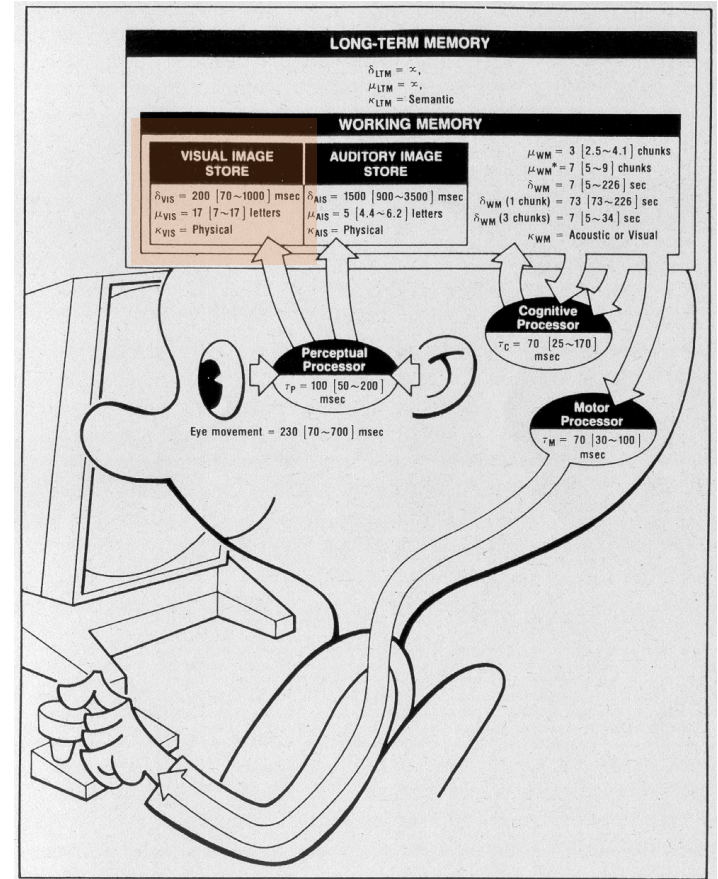 LONG-TERM MEMORY
δLTM = ∝,
μLTM = ∝,
κLTM = Semantic
WORKING MEMORY
VISUAL IMAGE
STORE
δVIS = 200 [70~1000] msec
μVIS = 17 [7~17] letters
κVIS = Physical
AUDITORY IMAGE
STORE
δAIS = 1500 [900~3500] msec
μAIS = 5 [4.4~6.2] letters
κAIS = Physical
μWM = 3 [2.5~4.1] chunks
μWM* = 7 [5~9] chunks
δWM = 7 [5~226] sec
δWM (1 chunk) = 73 [73~226] sec
δWM (3 chunks) = 7 [5~34] sec
κWM = Acoustic or Visual
Cognitive
Processor
τC = 70 [25~170]
msec
Perceptual
Processor
τP = 100 [50~200]
msec
Motor
Processor
τM = 70 [30~100]
msec
Eye movement = 230 [70~700] msec